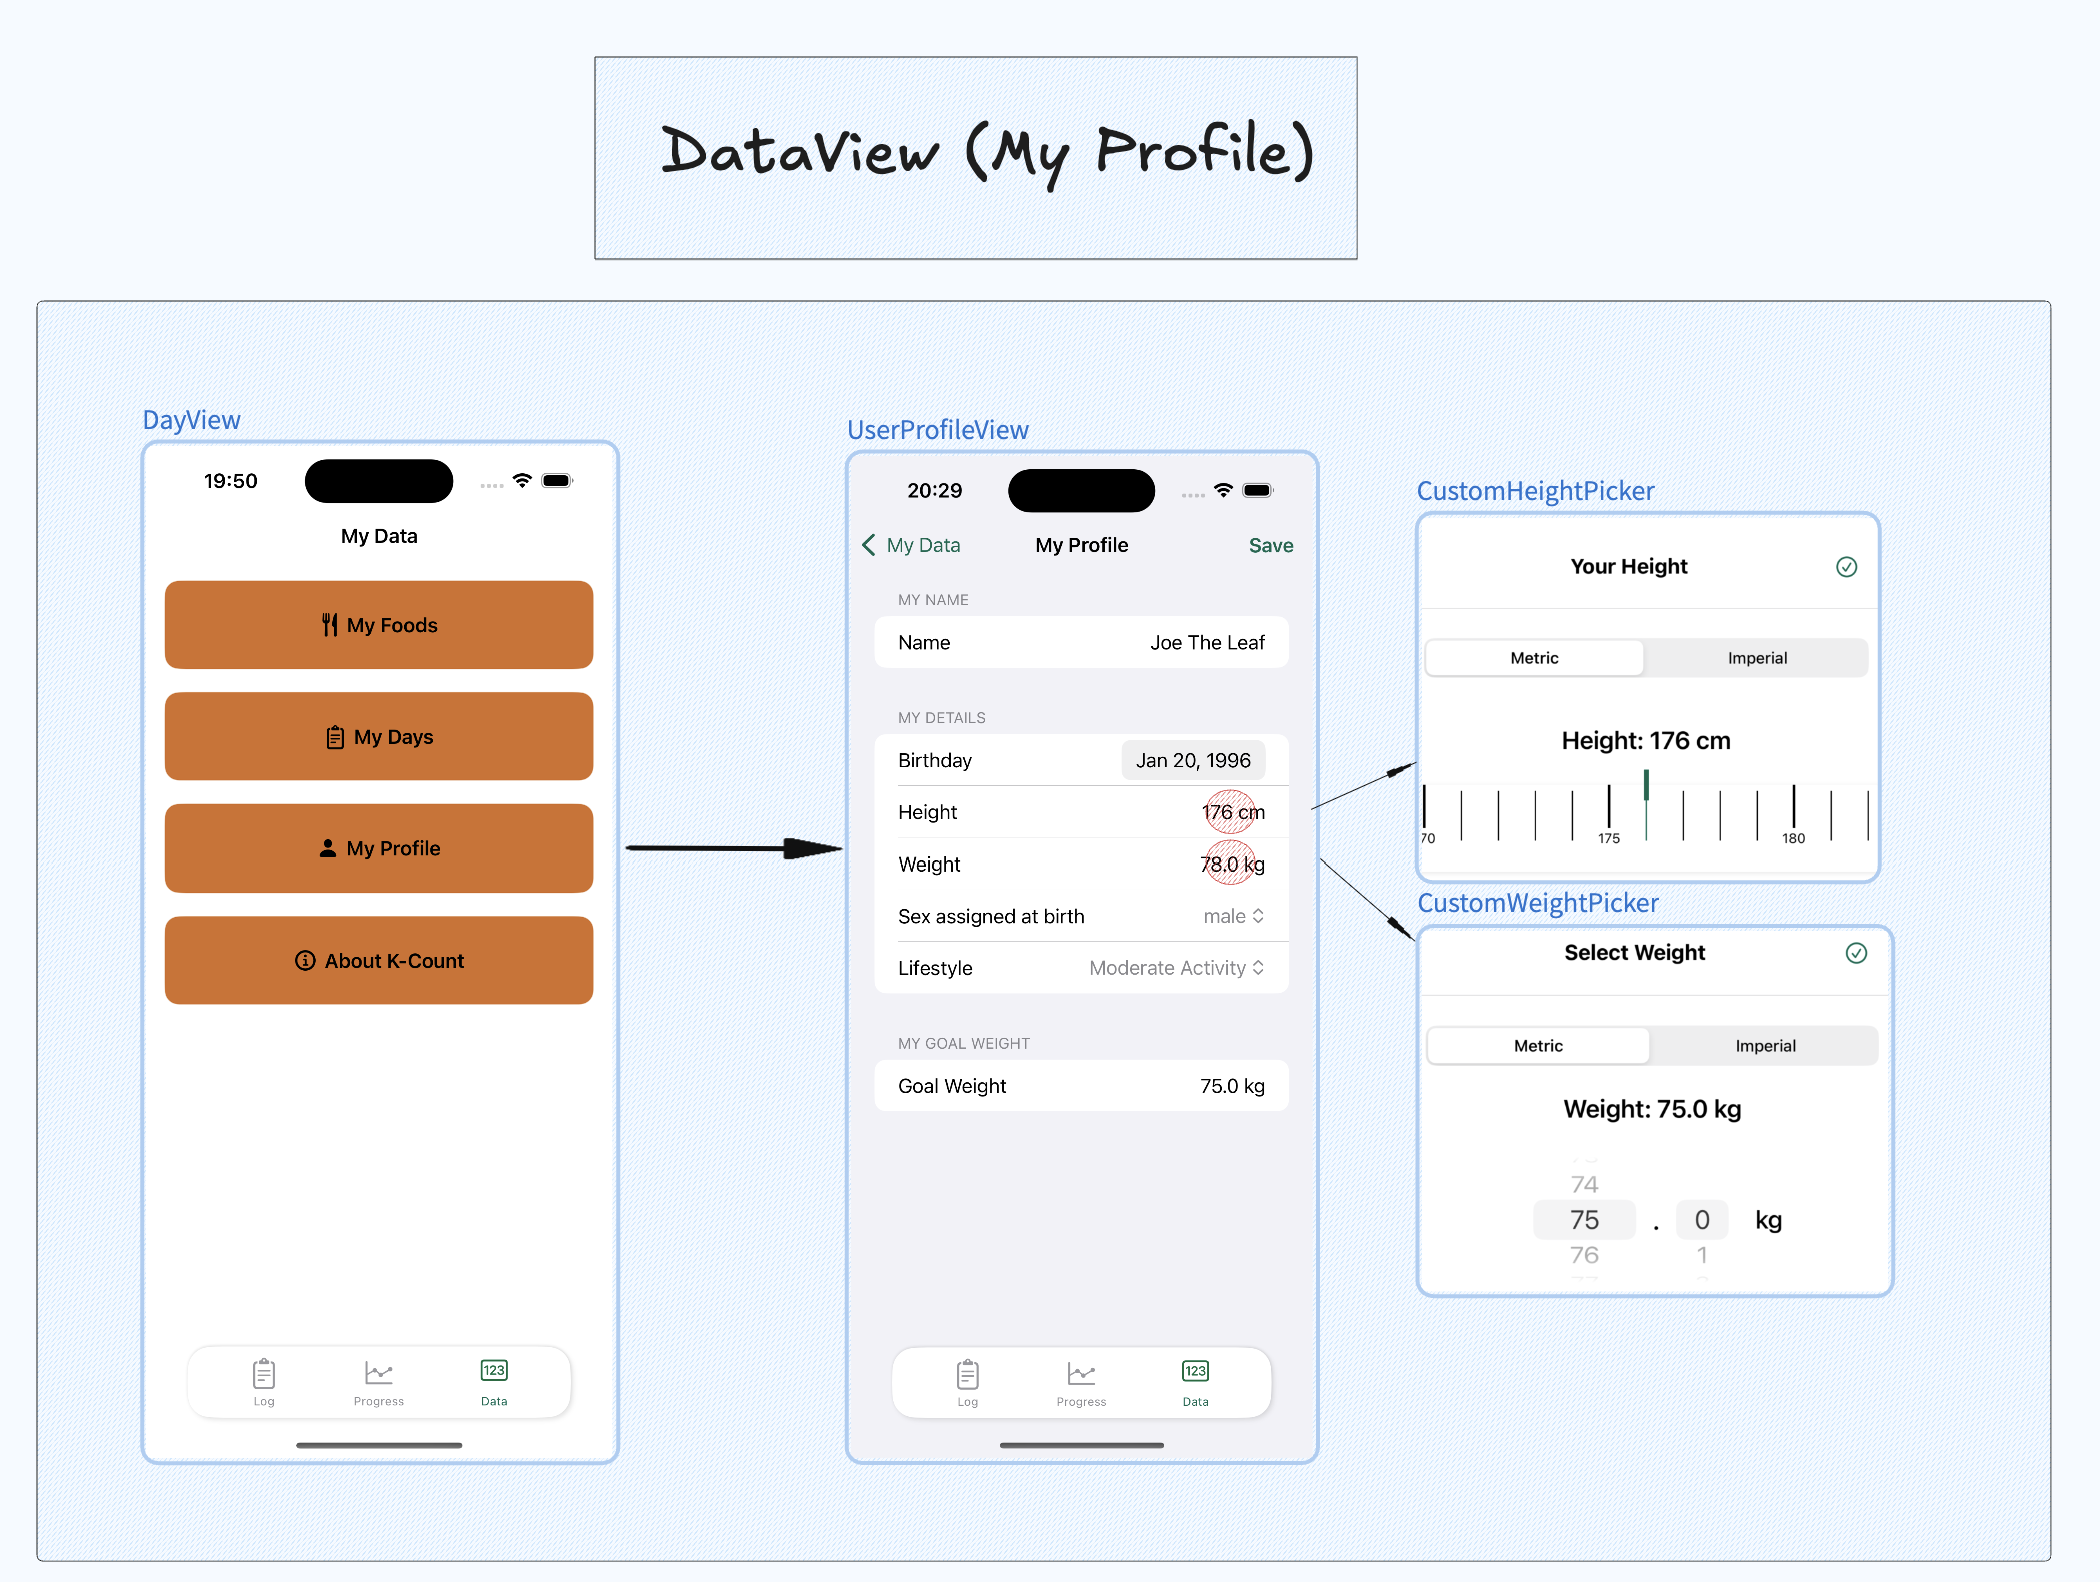 DataView (My Profile)
DayView
19:50
My Data
My Foods
My Days
My Profile
About K-Count
Log
Progress
123
Data
UserProfileView
20:29
My Data
My Profile
Save
MY NAME
Name Joe The Leaf
MY DETAILS
Birthday Jan 20, 1996
Height 176 cm
Weight 78.0 kg
Sex assigned at birth male
Lifestyle Moderate Activity
MY GOAL WEIGHT
Goal Weight 75.0 kg
Log
Progress
123
Data
CustomHeightPicker
Your Height
Metric Imperial
Height: 176 cm
70 175 180
CustomWeightPicker
Select Weight
Metric Imperial
Weight: 75.0 kg
74
75 . 0 kg
76 1